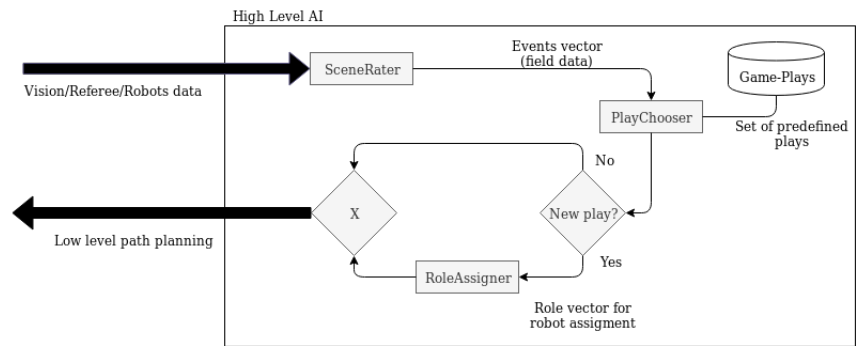 High Level AI
Events vector
(field data)
SceneRater
Game-Plays
Vision/Referee/Robots data
PlayChooser
Set of predefined
plays
No
X
New play?
Low level path planning
Yes
RoleAssigner
Role vector for
robot assigment